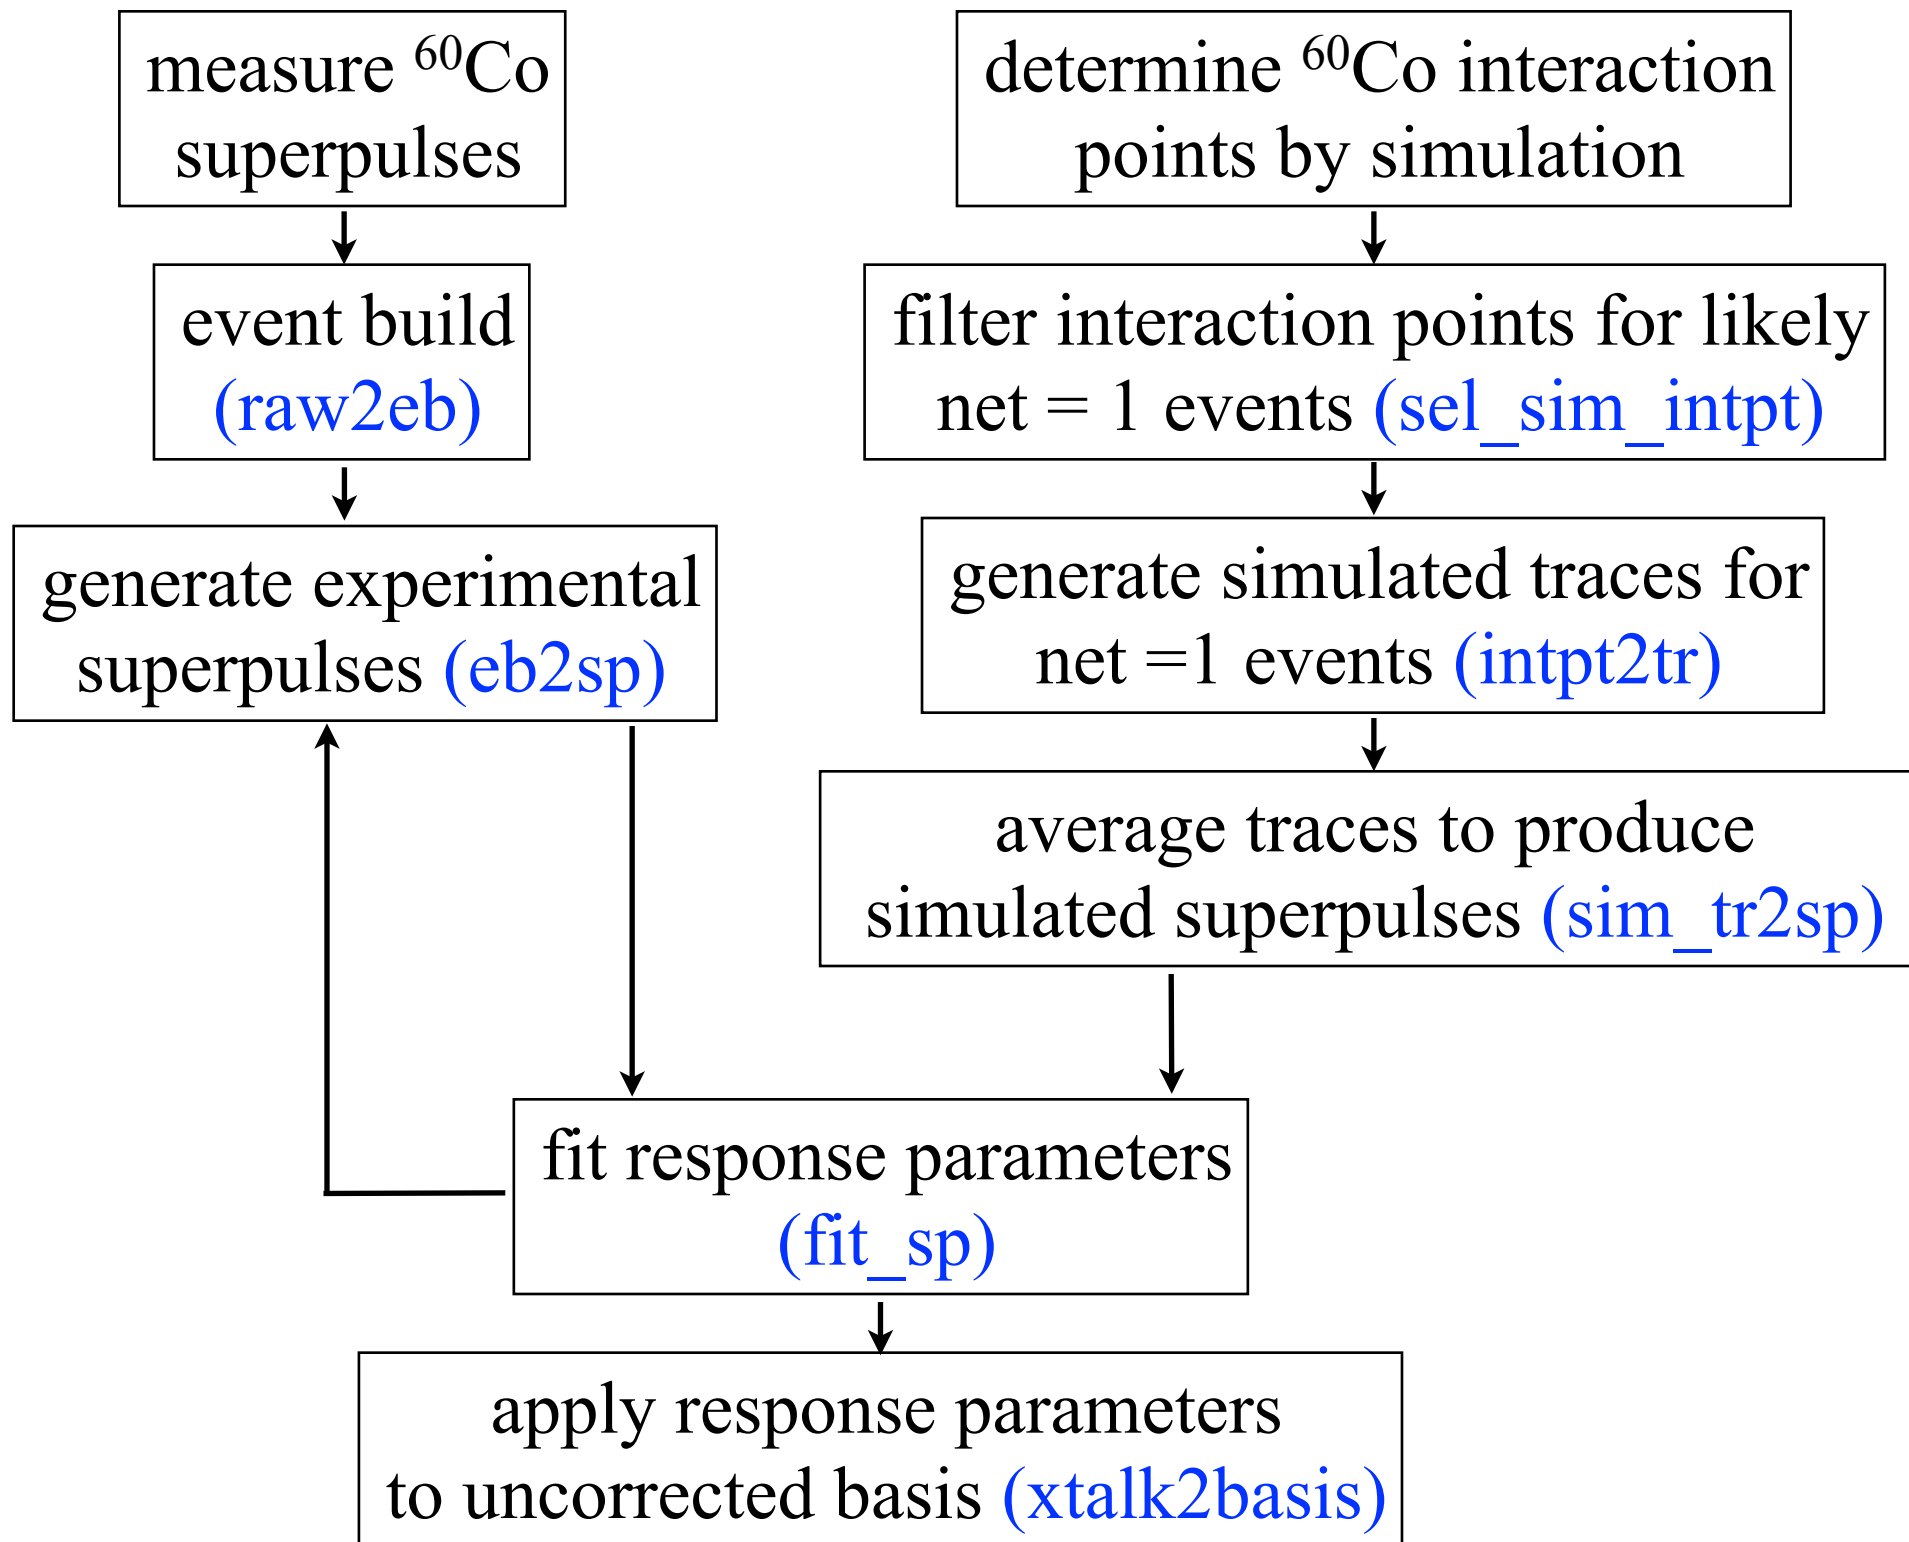 measure ⁶⁰Co
superpulses
event build
(raw2eb)
generate experimental
superpulses (eb2sp)
determine ⁶⁰Co interaction
points by simulation
filter interaction points for likely
net = 1 events (sel_sim_intpt)
generate simulated traces for
net =1 events (intpt2tr)
average traces to produce
simulated superpulses (sim_tr2sp)
fit response parameters
(fit_sp)
apply response parameters
to uncorrected basis (xtalk2basis)